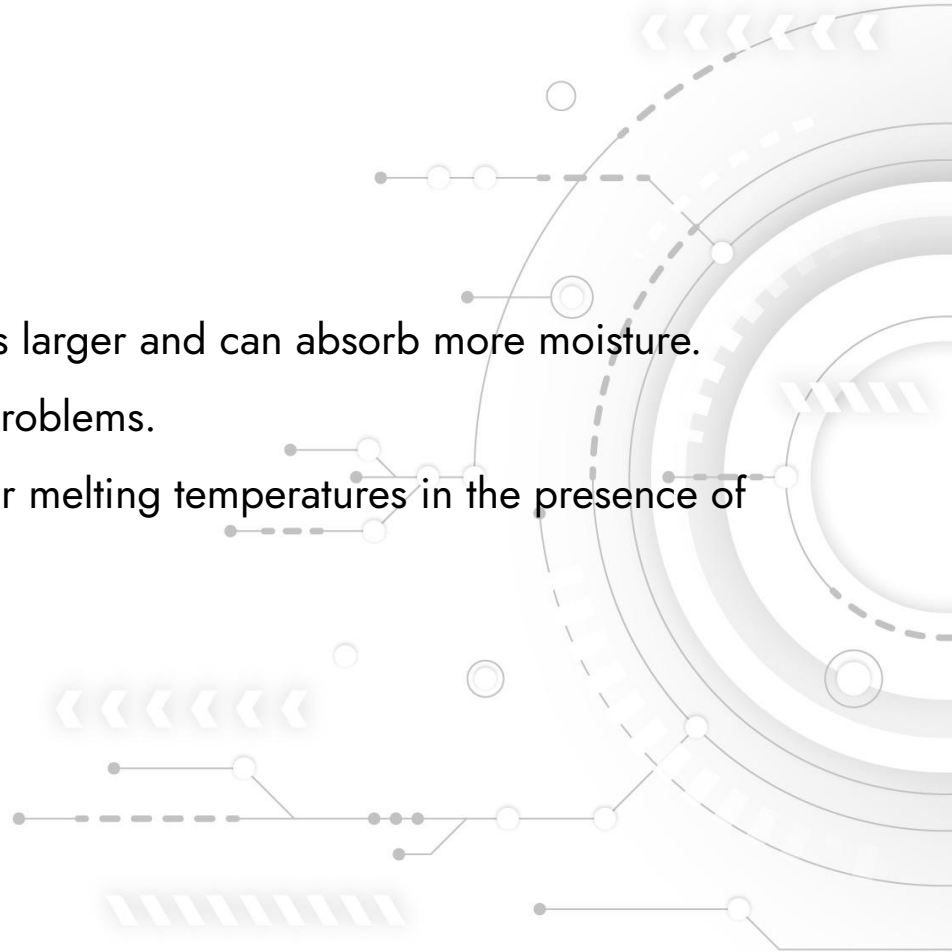 s larger and can absorb more moisture.
roblems.
r melting temperatures in the presence of